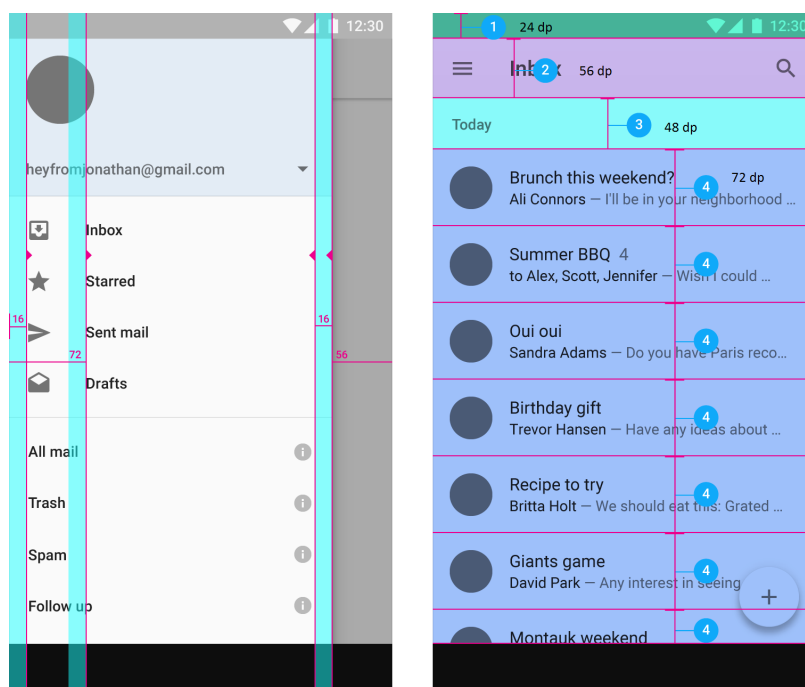 12:30
heyfromjonathan@gmail.com
Inbox
Starred
16
16
Sent mail
72
56
Drafts
All mail
Trash
Spam
Follow up
12:30
1
24 dp
Inbox
2
56 dp
Today
3
48 dp
Brunch this weekend?
4
72 dp
Ali Connors — I'll be in your neighborhood ...
Summer BBQ 4
4
to Alex, Scott, Jennifer — Wish I could ...
Oui oui
4
Sandra Adams — Do you have Paris reco...
Birthday gift
4
Trevor Hansen — Have any ideas about ...
Recipe to try
4
Britta Holt — We should eat this: Grated ...
Giants game
4
David Park — Any interest in seeing
Montauk weekend
4